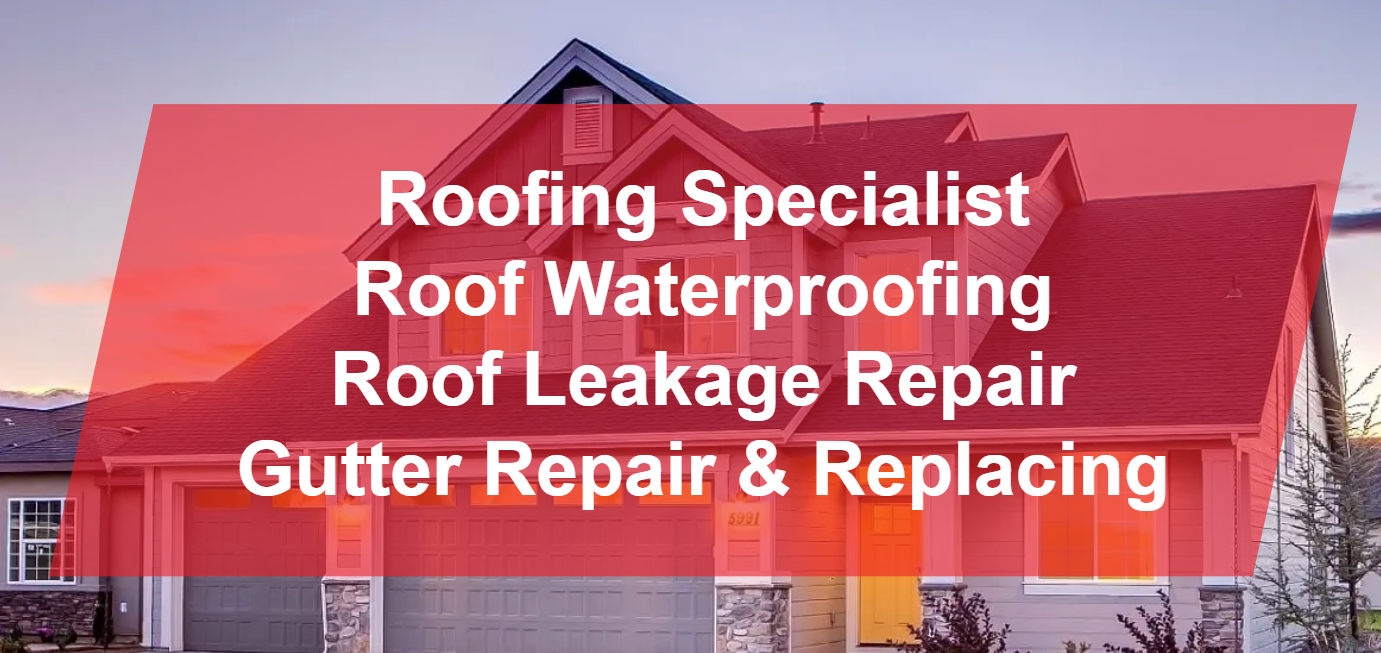 Roofing Specialist
Roof Waterproofing
Roof Leakage Repair
Gutter Repair & Replacing
5991